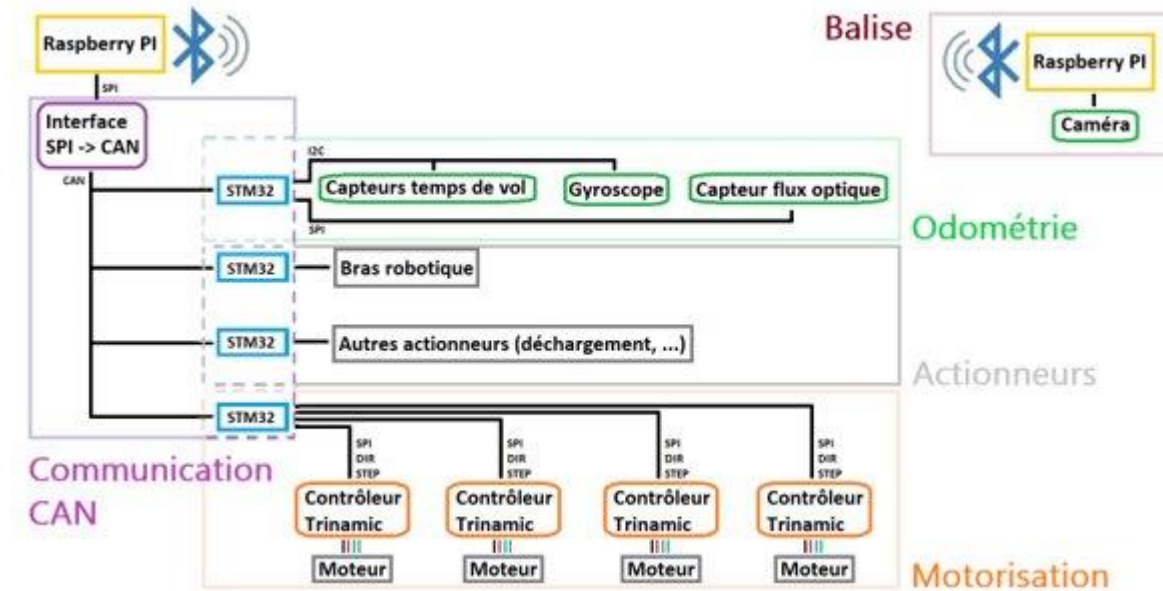 Raspberry PI
SPI
Interface
SPI -> CAN
CAN
Balise
Raspberry PI
Caméra
STM32
I2C
Capteurs temps de vol
Gyroscope
Capteur flux optique
SPI
Odométrie
STM32
Bras robotique
STM32
Autres actionneurs (déchargement, ...)
Actionneurs
STM32
Communication
CAN
SPI
DIR
STEP
SPI
DIR
STEP
SPI
DIR
STEP
SPI
DIR
STEP
Contrôleur
Trinamic
Contrôleur
Trinamic
Contrôleur
Trinamic
Contrôleur
Trinamic
Moteur
Moteur
Moteur
Moteur
Motorisation